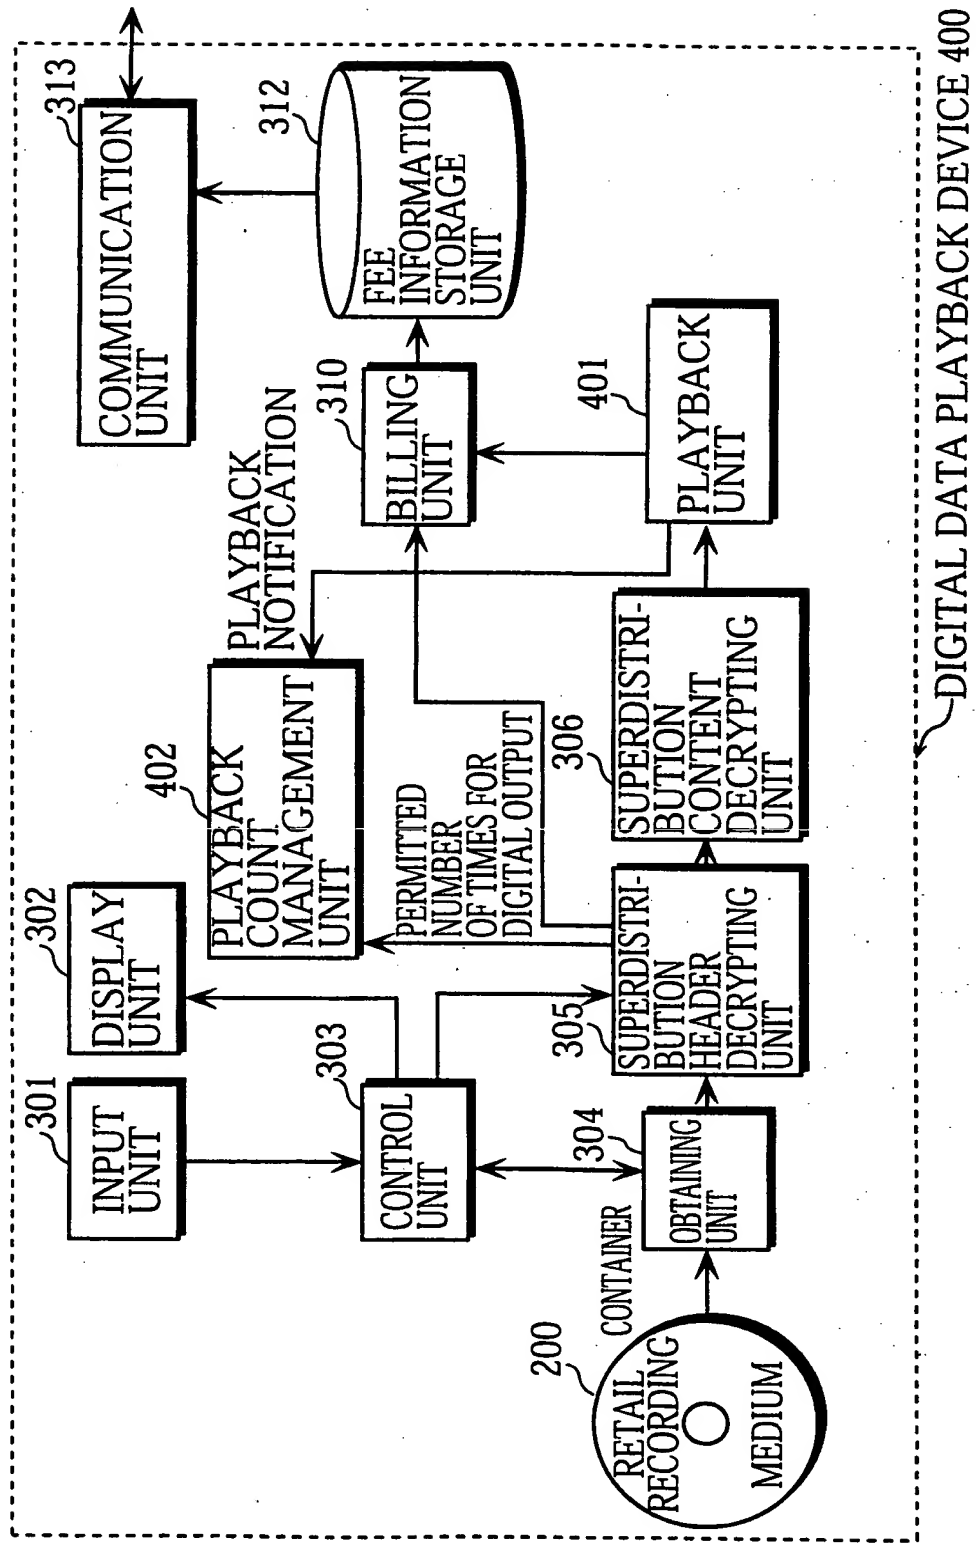 301
INPUT
UNIT
302
DISPLAY
UNIT
402
PLAYBACK
COUNT
MANAGEMENT
UNIT
PLAYBACK
NOTIFICATION
313
COMMUNICATION
UNIT
303
CONTROL
UNIT
PERMITTED
NUMBER
OF TIMES FOR
DIGITAL OUTPUT
310
BILLING
UNIT
312
FEE
INFORMATION
STORAGE
UNIT
200
RETAIL
RECORDING
MEDIUM
CONTAINER
304
OBTAINING
UNIT
305
SUPERDISTRI-
BUTION
HEADER
DECRYPTING
UNIT
306
SUPERDISTRI-
BUTION
CONTENT
DECRYPTING
UNIT
401
PLAYBACK
UNIT
DIGITAL DATA PLAYBACK DEVICE 400